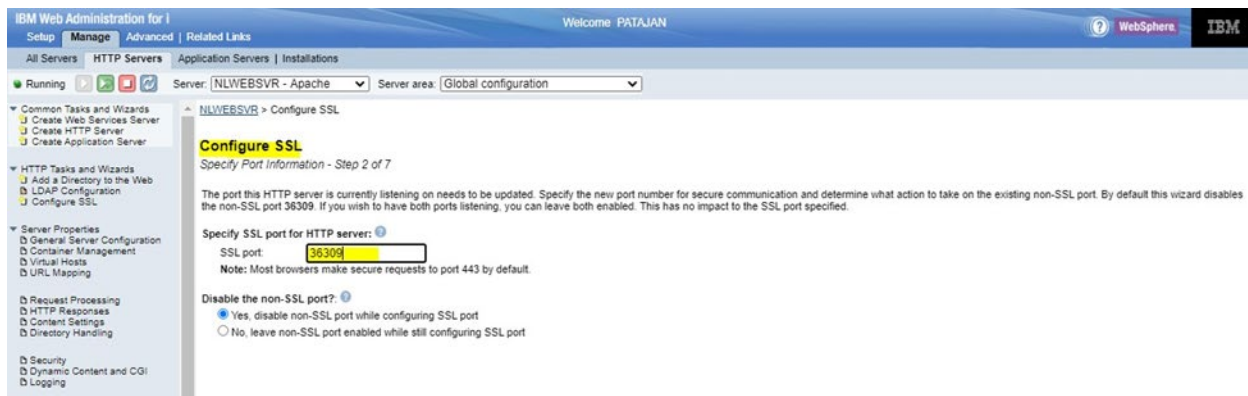 IBM Web Administration for i
Welcome PATAJAN
WebSphere.
IBM
Setup Manage Advanced | Related Links
All Servers HTTP Servers Application Servers | Installations
Running Server: NLWEBSVR - Apache Server area: Global configuration
Common Tasks and Wizards
Create Web Services Server
Create HTTP Server
Create Application Server
HTTP Tasks and Wizards
Add a Directory to the Web
LDAP Configuration
Configure SSL
Server Properties
General Server Configuration
Container Management
Virtual Hosts
URL Mapping
Request Processing
HTTP Responses
Content Settings
Directory Handling
Security
Dynamic Content and CGI
Logging
NLWEBSVR > Configure SSL
Configure SSL
Specify Port Information - Step 2 of 7
The port this HTTP server is currently listening on needs to be updated. Specify the new port number for secure communication and determine what action to take on the existing non-SSL port. By default this wizard disables
the non-SSL port 36309. If you wish to have both ports listening, you can leave both enabled. This has no impact to the SSL port specified.
Specify SSL port for HTTP server:
SSL port: 36309
Note: Most browsers make secure requests to port 443 by default.
Disable the non-SSL port?:
Yes, disable non-SSL port while configuring SSL port
No, leave non-SSL port enabled while still configuring SSL port